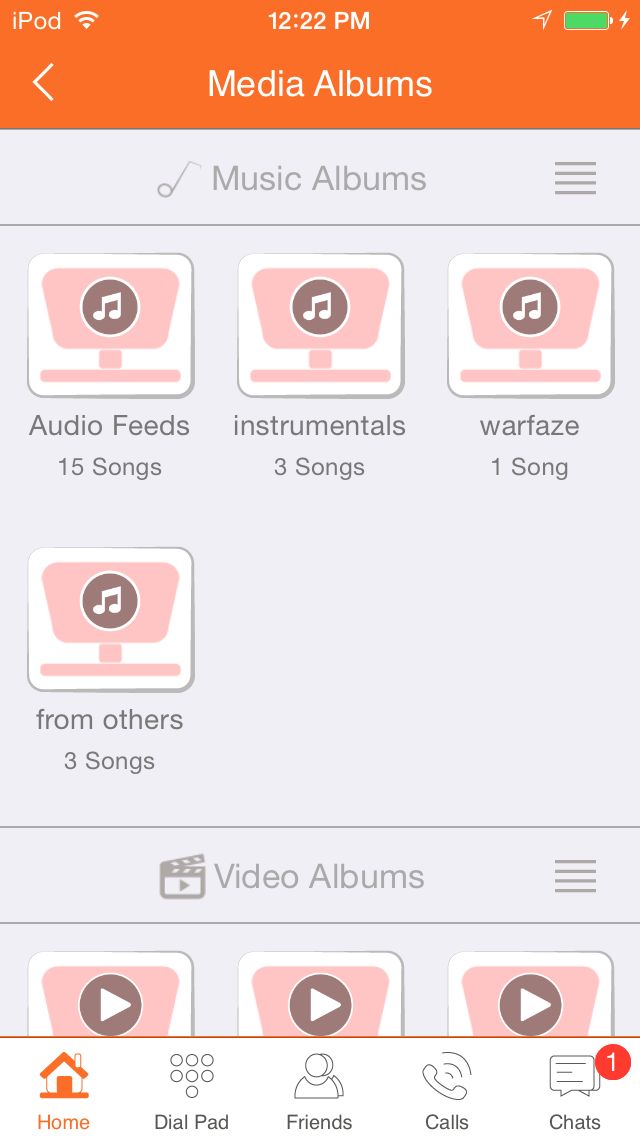 iPod 12:22 PM
Media Albums
Music Albums
Audio Feeds instrumentals warfaze
15 Songs 3 Songs 1 Song
from others
3 Songs
Video Albums
1
Home Dial Pad Friends Calls Chats